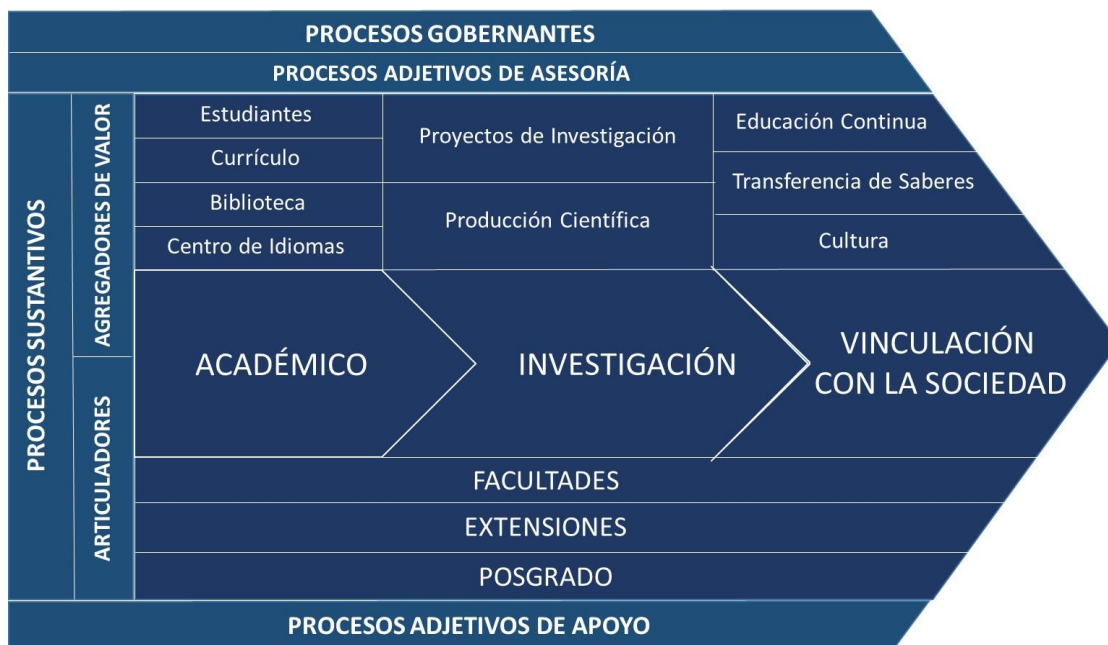 PROCESOS GOBERNANTES
PROCESOS ADJETIVOS DE ASESORÍA
PROCESOS SUSTANTIVOS
AGREGADORES DE VALOR
Estudiantes
Currículo
Biblioteca
Centro de Idiomas
Proyectos de Investigación
Producción Científica
Educación Continua
Transferencia de Saberes
Cultura
ACADÉMICO
INVESTIGACIÓN
VINCULACIÓN
CON LA SOCIEDAD
ARTICULADORES
FACULTADES
EXTENSIONES
POSGRADO
PROCESOS ADJETIVOS DE APOYO